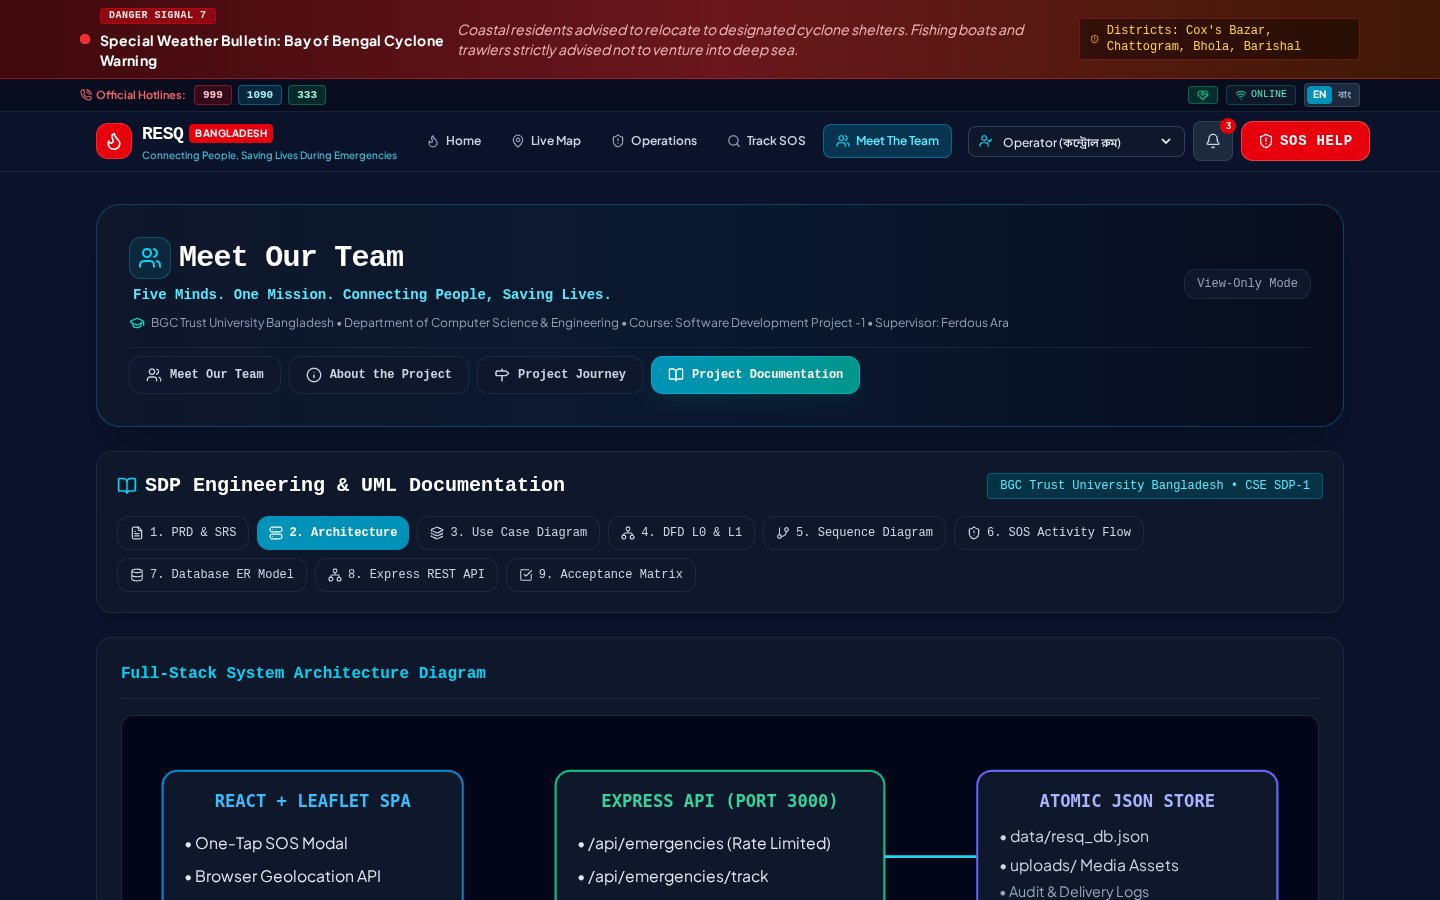 DANGER SIGNAL 7
Special Weather Bulletin: Bay of Bengal Cyclone
Warning
Coastal residents advised to relocate to designated cyclone shelters. Fishing boats and
trawlers strictly advised not to venture into deep sea.
Districts: Cox's Bazar,
Chattogram, Bhola, Barishal
Official Hotlines: 999 1090 333
ONLINE EN বাং
RESQ BANGLADESH
Connecting People, Saving Lives During Emergencies
Home Live Map Operations Track SOS Meet The Team Operator (কন্ট্রোল রুম) 3 SOS HELP
Meet Our Team
Five Minds. One Mission. Connecting People, Saving Lives.
View-Only Mode
BGC Trust University Bangladesh • Department of Computer Science & Engineering • Course: Software Development Project -1 • Supervisor: Ferdous Ara
Meet Our Team About the Project Project Journey Project Documentation
SDP Engineering & UML Documentation
BGC Trust University Bangladesh • CSE SDP-1
1. PRD & SRS 2. Architecture 3. Use Case Diagram 4. DFD L0 & L1 5. Sequence Diagram 6. SOS Activity Flow
7. Database ER Model 8. Express REST API 9. Acceptance Matrix
Full-Stack System Architecture Diagram
REACT + LEAFLET SPA
• One-Tap SOS Modal
• Browser Geolocation API
EXPRESS API (PORT 3000)
• /api/emergencies (Rate Limited)
• /api/emergencies/track
ATOMIC JSON STORE
• data/resq_db.json
• uploads/ Media Assets
• Audit & Delivery Logs